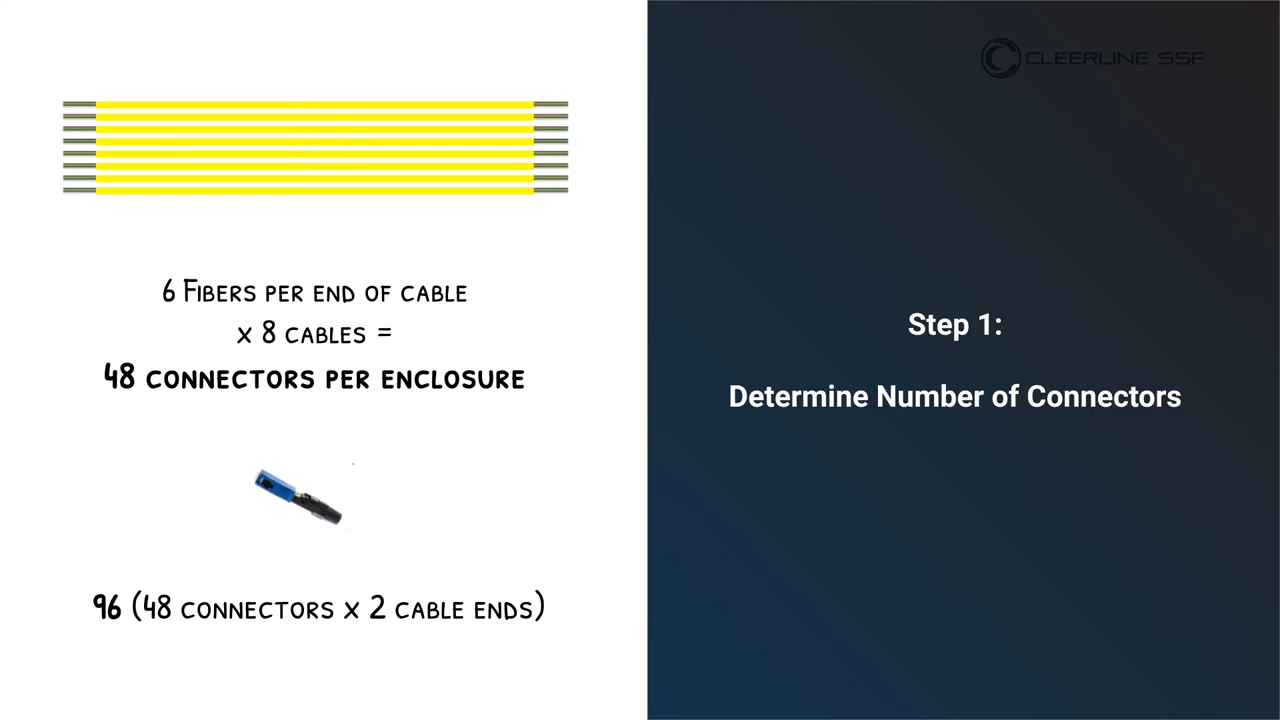 CLEERLINE SSF
6 FIBERS PER END OF CABLE
x 8 CABLES =
48 CONNECTORS PER ENCLOSURE
96 (48 CONNECTORS x 2 CABLE ENDS)
Step 1:
Determine Number of Connectors